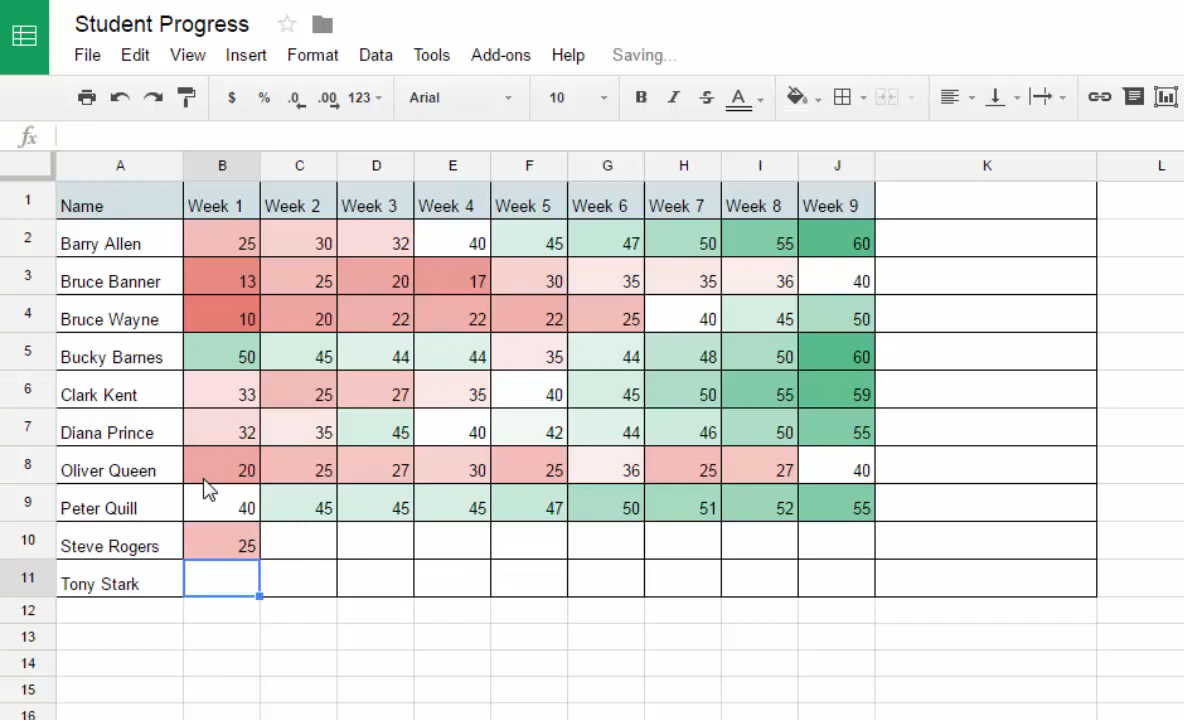 Student Progress
File Edit View Insert Format Data Tools Add-ons Help Saving...
$ % .0 .00 123 Arial 10 B I S A
fx
A B C D E F G H I J K L
1 Name Week 1 Week 2 Week 3 Week 4 Week 5 Week 6 Week 7 Week 8 Week 9
2 Barry Allen 25 30 32 40 45 47 50 55 60
3 Bruce Banner 13 25 20 17 30 35 35 36 40
4 Bruce Wayne 10 20 22 22 22 25 40 45 50
5 Bucky Barnes 50 45 44 44 35 44 48 50 60
6 Clark Kent 33 25 27 35 40 45 50 55 59
7 Diana Prince 32 35 45 40 42 44 46 50 55
8 Oliver Queen 20 25 27 30 25 36 25 27 40
9 Peter Quill 40 45 45 45 47 50 51 52 55
10 Steve Rogers 25
11 Tony Stark
12
13
14
15
16